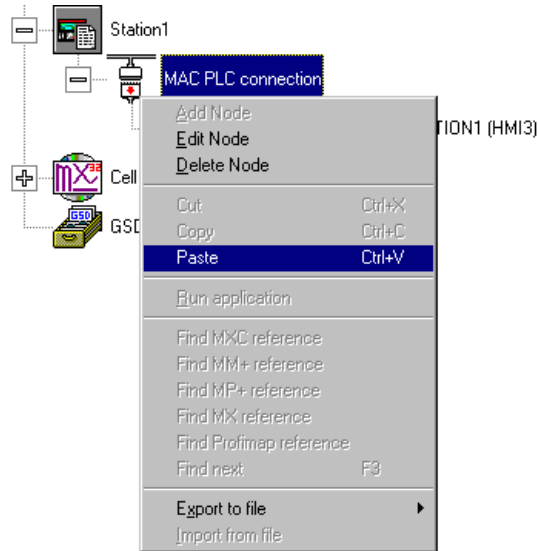 Station1
MAC PLC connection
Add Node
TION1 (HMI3)
Edit Node
Delete Node
Cell
mx32
Cut Ctrl+X
GSD
GSD
Copy Ctrl+C
Paste Ctrl+V
Run application
Find MXC reference
Find MM+ reference
Find MP+ reference
Find MX reference
Find Profimap reference
Find next F3
Export to file
Import from file